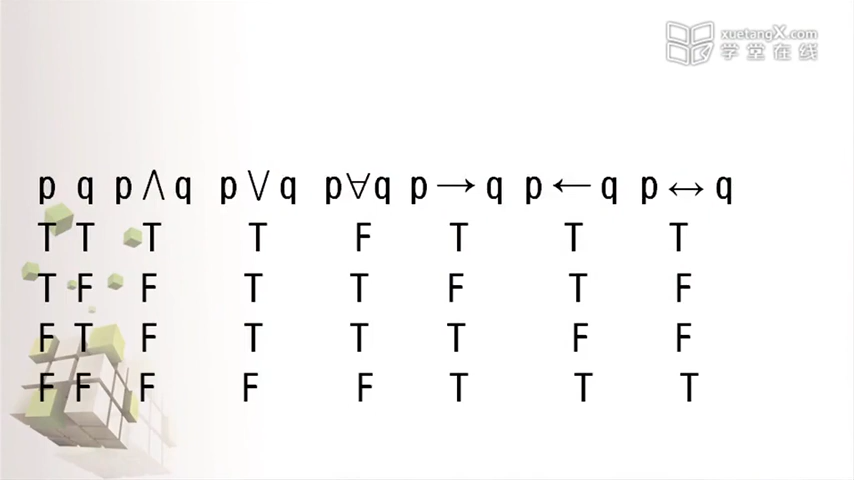 xuetangX.com
学堂在线
p q p∧q p∨q p∀q p→q p←q p↔q
T T T T F T T T
T F F T T F T F
F T F T T T F F
F F F F F T T T